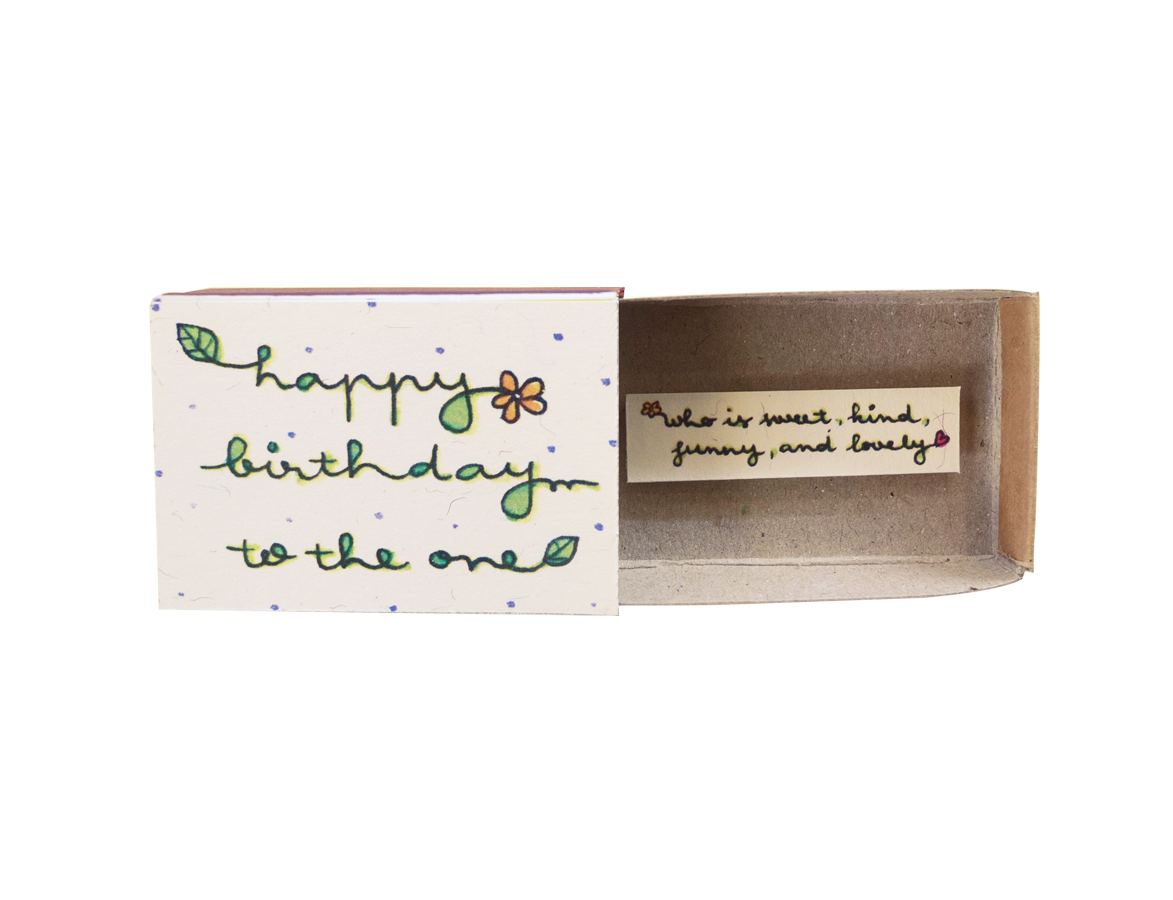 happy
birthday
to the one
who is sweet, kind,
funny, and lovely